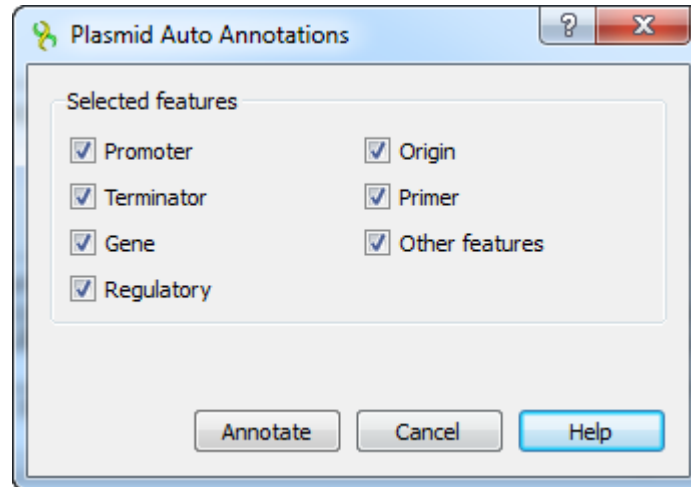 Plasmid Auto Annotations
Selected features
Promoter
Origin
Terminator
Primer
Gene
Other features
Regulatory
Annotate
Cancel
Help